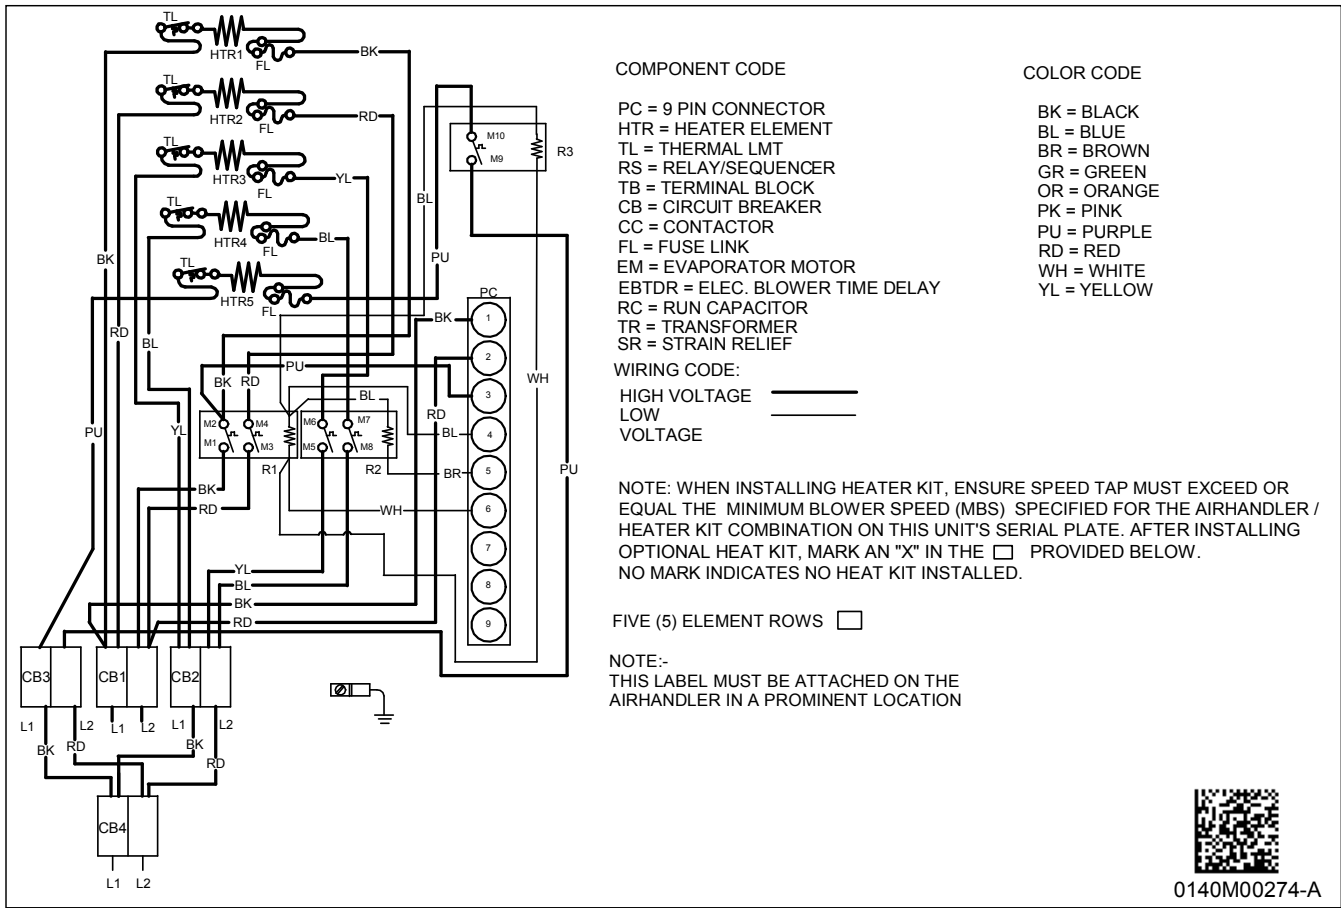 TL
HTR1
FL
BK
TL
HTR2
FL
RD
TL
HTR3
FL
YL
TL
HTR4
FL
BL
TL
HTR5
FL
BK
RD
BL
PU
YL
BL
PU
M10
M9
R3
WH
PU
PC
1
2
3
4
5
6
7
8
9
BK
PU
RD
BL
BR
WH
BK
RD
BL
M2
M4
M1
M3
R1
M6
M7
M5
M8
R2
BK
RD
YL
BL
BK
RD
CB3
CB1
CB2
L1
L2
L1
L2
L1
L2
BK
RD
BK
RD
CB4
L1
L2
COMPONENT CODE
PC = 9 PIN CONNECTOR
HTR = HEATER ELEMENT
TL = THERMAL LMT
RS = RELAY/SEQUENCER
TB = TERMINAL BLOCK
CB = CIRCUIT BREAKER
CC = CONTACTOR
FL = FUSE LINK
EM = EVAPORATOR MOTOR
EBTDR = ELEC. BLOWER TIME DELAY
RC = RUN CAPACITOR
TR = TRANSFORMER
SR = STRAIN RELIEF
WIRING CODE:
HIGH VOLTAGE
LOW
VOLTAGE
COLOR CODE
BK = BLACK
BL = BLUE
BR = BROWN
GR = GREEN
OR = ORANGE
PK = PINK
PU = PURPLE
RD = RED
WH = WHITE
YL = YELLOW
NOTE: WHEN INSTALLING HEATER KIT, ENSURE SPEED TAP MUST EXCEED OR
EQUAL THE MINIMUM BLOWER SPEED (MBS) SPECIFIED FOR THE AIRHANDLER /
HEATER KIT COMBINATION ON THIS UNIT'S SERIAL PLATE. AFTER INSTALLING
OPTIONAL HEAT KIT, MARK AN "X" IN THE ☐ PROVIDED BELOW.
NO MARK INDICATES NO HEAT KIT INSTALLED.
FIVE (5) ELEMENT ROWS ☐
NOTE:-
THIS LABEL MUST BE ATTACHED ON THE
AIRHANDLER IN A PROMINENT LOCATION
0140M00274-A